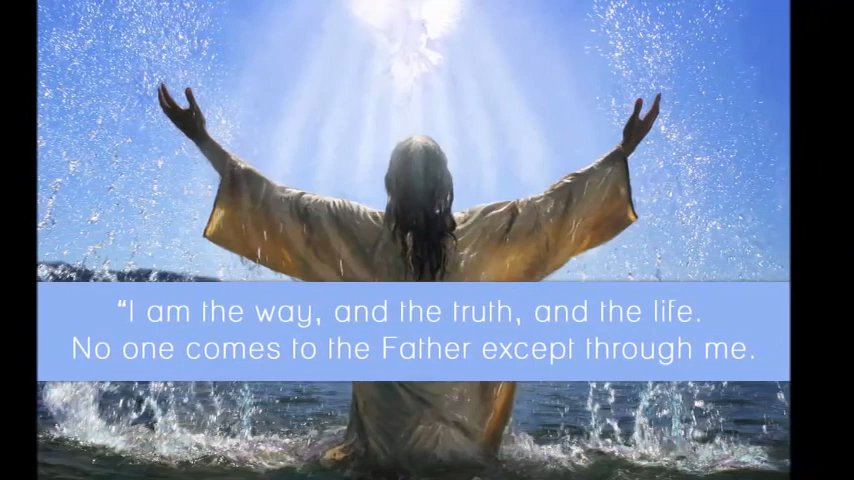 “I am the way, and the truth, and the life.
No one comes to the Father except through me.